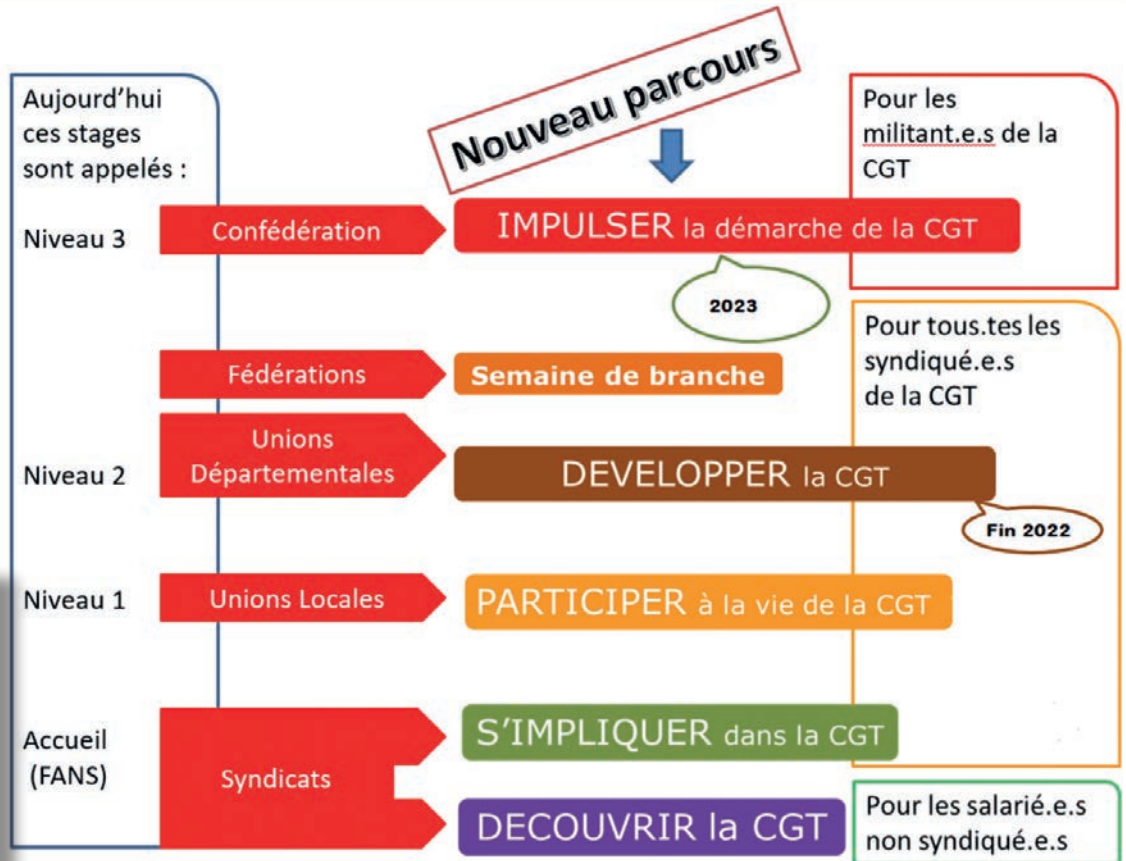 Nouveau parcours
Aujourd'hui
ces stages
sont appelés :
Pour les
militant.e.s de la
CGT
Niveau 3
Confédération
IMPULSER la démarche de la CGT
2023
Pour tous.tes les
syndiqué.e.s
de la CGT
Fédérations
Semaine de branche
Niveau 2
Unions
Départementales
DEVELOPPER la CGT
Fin 2022
Niveau 1
Unions Locales
PARTICIPER à la vie de la CGT
Accueil
(FANS)
Syndicats
S'IMPLIQUER dans la CGT
DECOUVRIR la CGT
Pour les salarié.e.s
non syndiqué.e.s